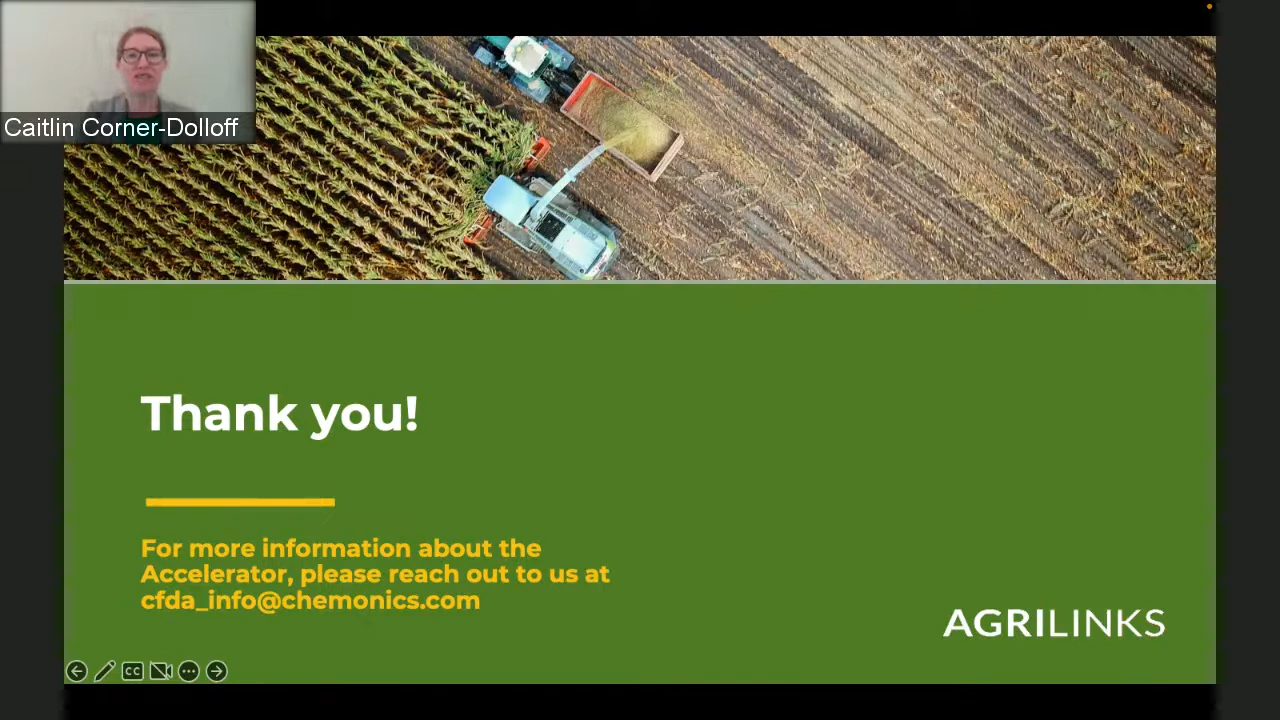 Caitlin Corner-Dolloff
Thank you!
For more information about the
Accelerator, please reach out to us at
cfda_info@chemonics.com
AGRILINKS
CC